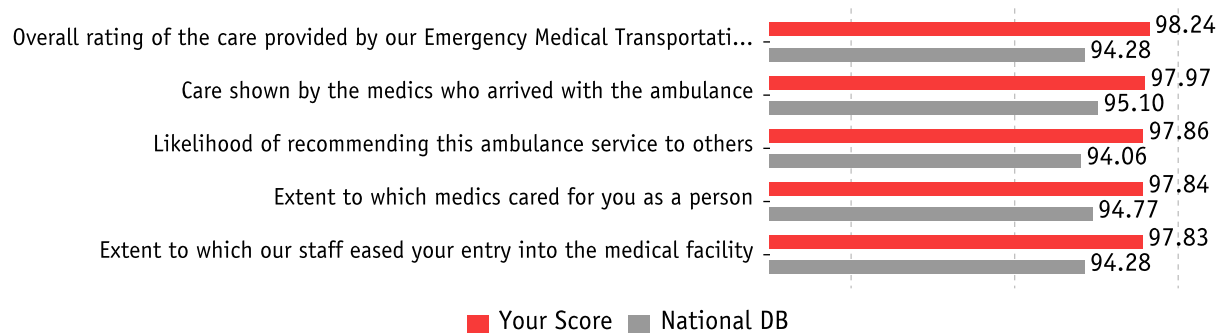 98.24
Overall rating of the care provided by our Emergency Medical Transportati...
94.28
97.97
Care shown by the medics who arrived with the ambulance
95.10
97.86
Likelihood of recommending this ambulance service to others
94.06
97.84
Extent to which medics cared for you as a person
94.77
97.83
Extent to which our staff eased your entry into the medical facility
94.28
Your Score National DB